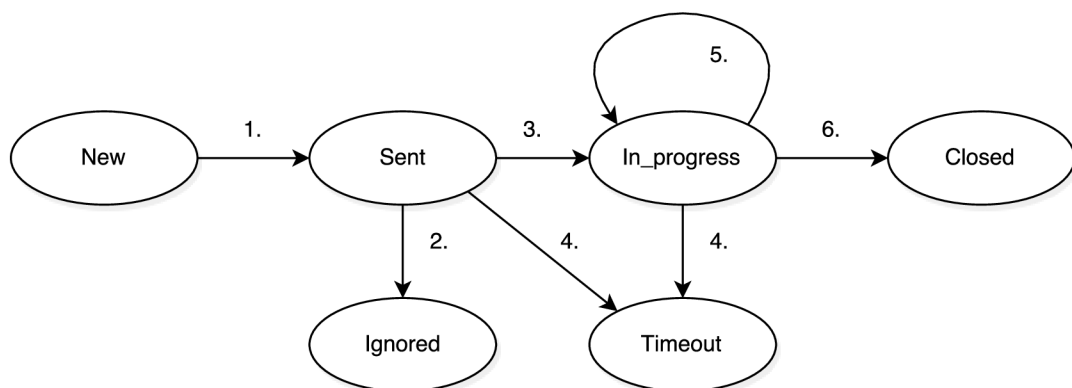 5.
1.
3.
6.
New
Sent
In_progress
Closed
2.
4.
4.
Ignored
Timeout